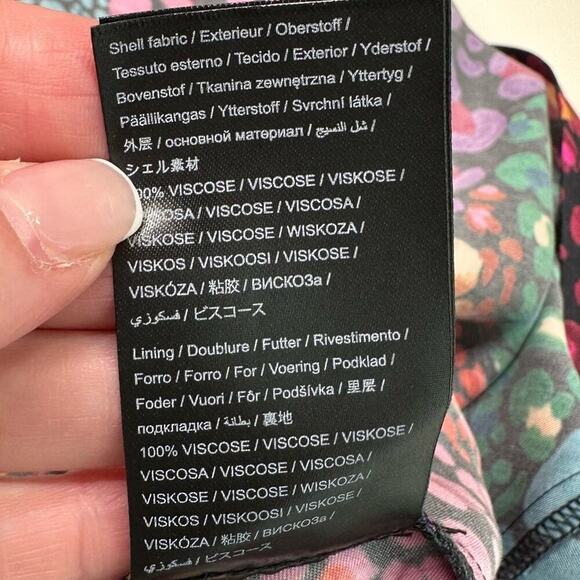 Shell fabric / Exterieur / Oberstoff /
Tessuto esterno / Tecido / Exterior / Yderstof /
Bovenstof / Tkanina zewnętrzna / Yttertyg /
Päällikangas / Ytterstoff / Svrchní látka /
外层 / основной материал / شل النسيج /
シェル素材
100% VISCOSE / VISCOSE / VISKOSE /
VISCOSA / VISCOSE / VISCOSA /
VISKOSE / VISCOSE / WISKOZA /
VISKOS / VISKOOSI / VISKOSE /
VISKÓZA / 粘胶 / ВИСКОЗа /
فسكوزي / ビスコース
Lining / Doublure / Futter / Rivestimento /
Forro / Forro / For / Voering / Podklad /
Foder / Vuori / Fôr / Podšívka / 里层 /
подкладка / بطانة / 裏地
100% VISCOSE / VISCOSE / VISKOSE /
VISCOSA / VISCOSE / VISCOSA /
VISKOSE / VISCOSE / WISKOZA /
VISKOS / VISKOOSI / VISKOSE /
VISKÓZA / 粘胶 / ВИСКОЗа /
فسكوزي / ビスコース